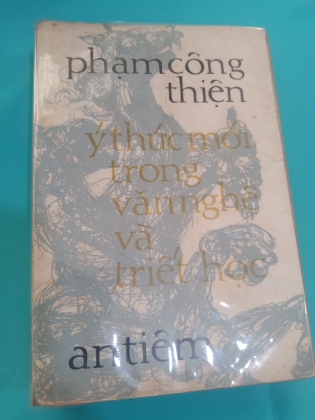 phạm công
thiện
ý thức mới
trong
văn nghệ
và
triết học
an tiêm